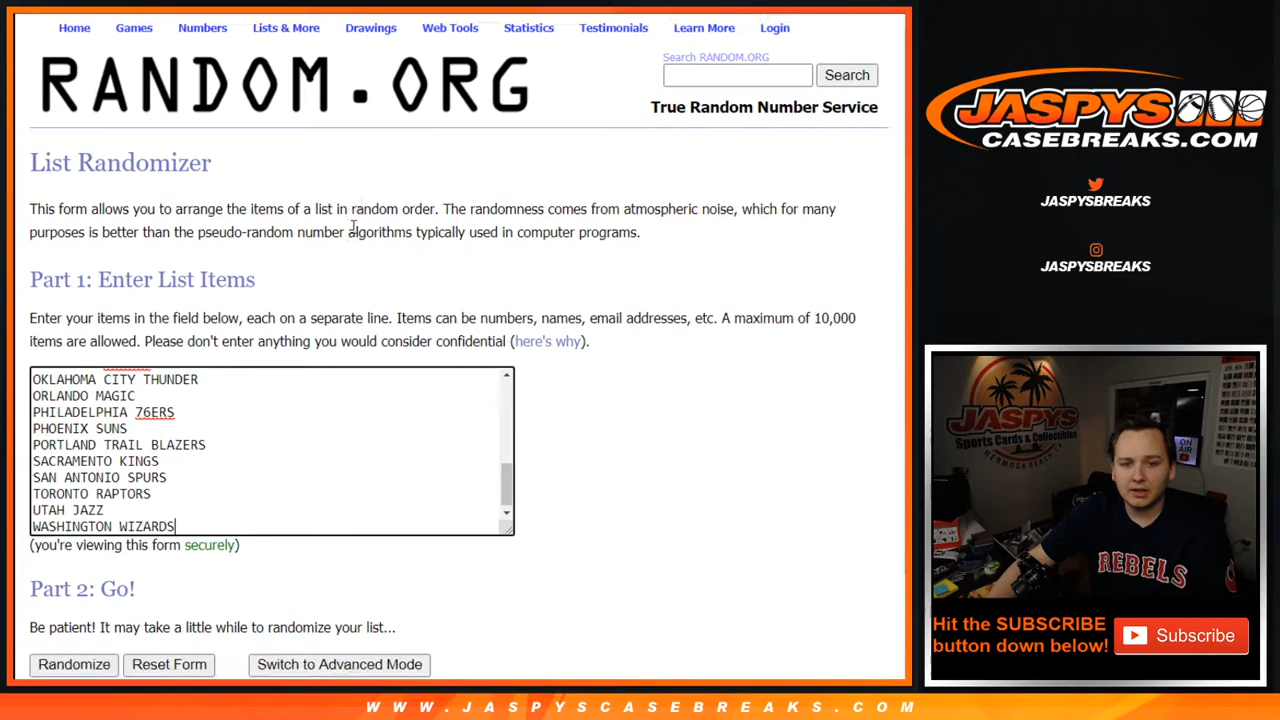 Home Games Numbers Lists & More Drawings Web Tools Statistics Testimonials Learn More Login
RANDOM.ORG
Search RANDOM.ORG
Search
True Random Number Service
List Randomizer
This form allows you to arrange the items of a list in random order. The randomness comes from atmospheric noise, which for many
purposes is better than the pseudo-random number algorithms typically used in computer programs.
Part 1: Enter List Items
Enter your items in the field below, each on a separate line. Items can be numbers, names, email addresses, etc. A maximum of 10,000
items are allowed. Please don't enter anything you would consider confidential (here's why).
OKLAHOMA CITY THUNDER
ORLANDO MAGIC
PHILADELPHIA 76ERS
PHOENIX SUNS
PORTLAND TRAIL BLAZERS
SACRAMENTO KINGS
SAN ANTONIO SPURS
TORONTO RAPTORS
UTAH JAZZ
WASHINGTON WIZARDS
(you're viewing this form securely)
Part 2: Go!
Be patient! It may take a little while to randomize your list...
Randomize Reset Form Switch to Advanced Mode
JASPYS
CASEBREAKS.COM
JASPYSBREAKS
JASPYSBREAKS
JASPYS
Sports Cards & Collectibles
HERMOSA BEACH CA
ON
AIR
REBELS
Hit the SUBSCRIBE
button down below!
Subscribe
WWW.JASPYSCASEBREAKS.COM